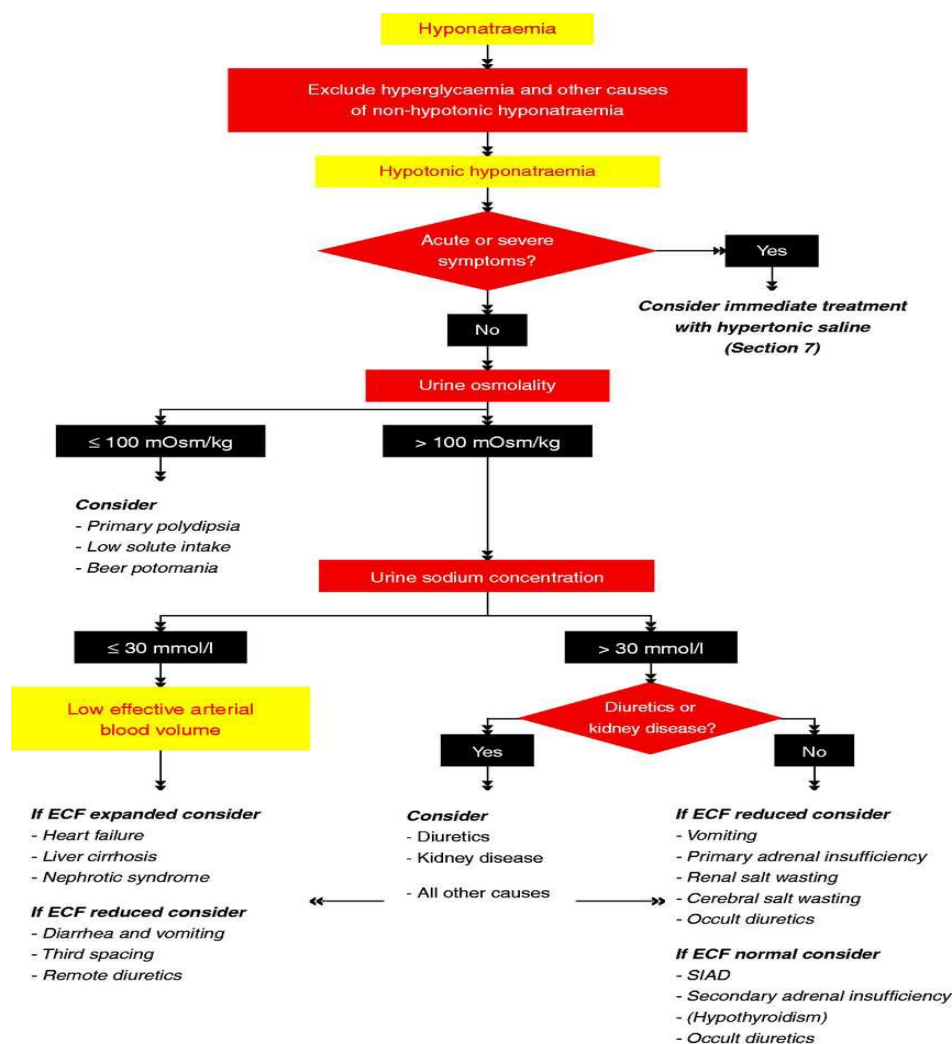 Hyponatraemia
Exclude hyperglycaemia and other causes
of non-hypotonic hyponatraemia
Hypotonic hyponatraemia
Acute or severe
symptoms?
Yes
Consider immediate treatment
with hypertonic saline
(Section 7)
No
Urine osmolality
≤ 100 mOsm/kg
> 100 mOsm/kg
Consider
- Primary polydipsia
- Low solute intake
- Beer potomania
Urine sodium concentration
≤ 30 mmol/l
> 30 mmol/l
Low effective arterial
blood volume
Diuretics or
kidney disease?
Yes
No
If ECF expanded consider
- Heart failure
- Liver cirrhosis
- Nephrotic syndrome
If ECF reduced consider
- Diarrhea and vomiting
- Third spacing
- Remote diuretics
Consider
- Diuretics
- Kidney disease
- All other causes
If ECF reduced consider
- Vomiting
- Primary adrenal insufficiency
- Renal salt wasting
- Cerebral salt wasting
- Occult diuretics
If ECF normal consider
- SIAD
- Secondary adrenal insufficiency
- (Hypothyroidism)
- Occult diuretics